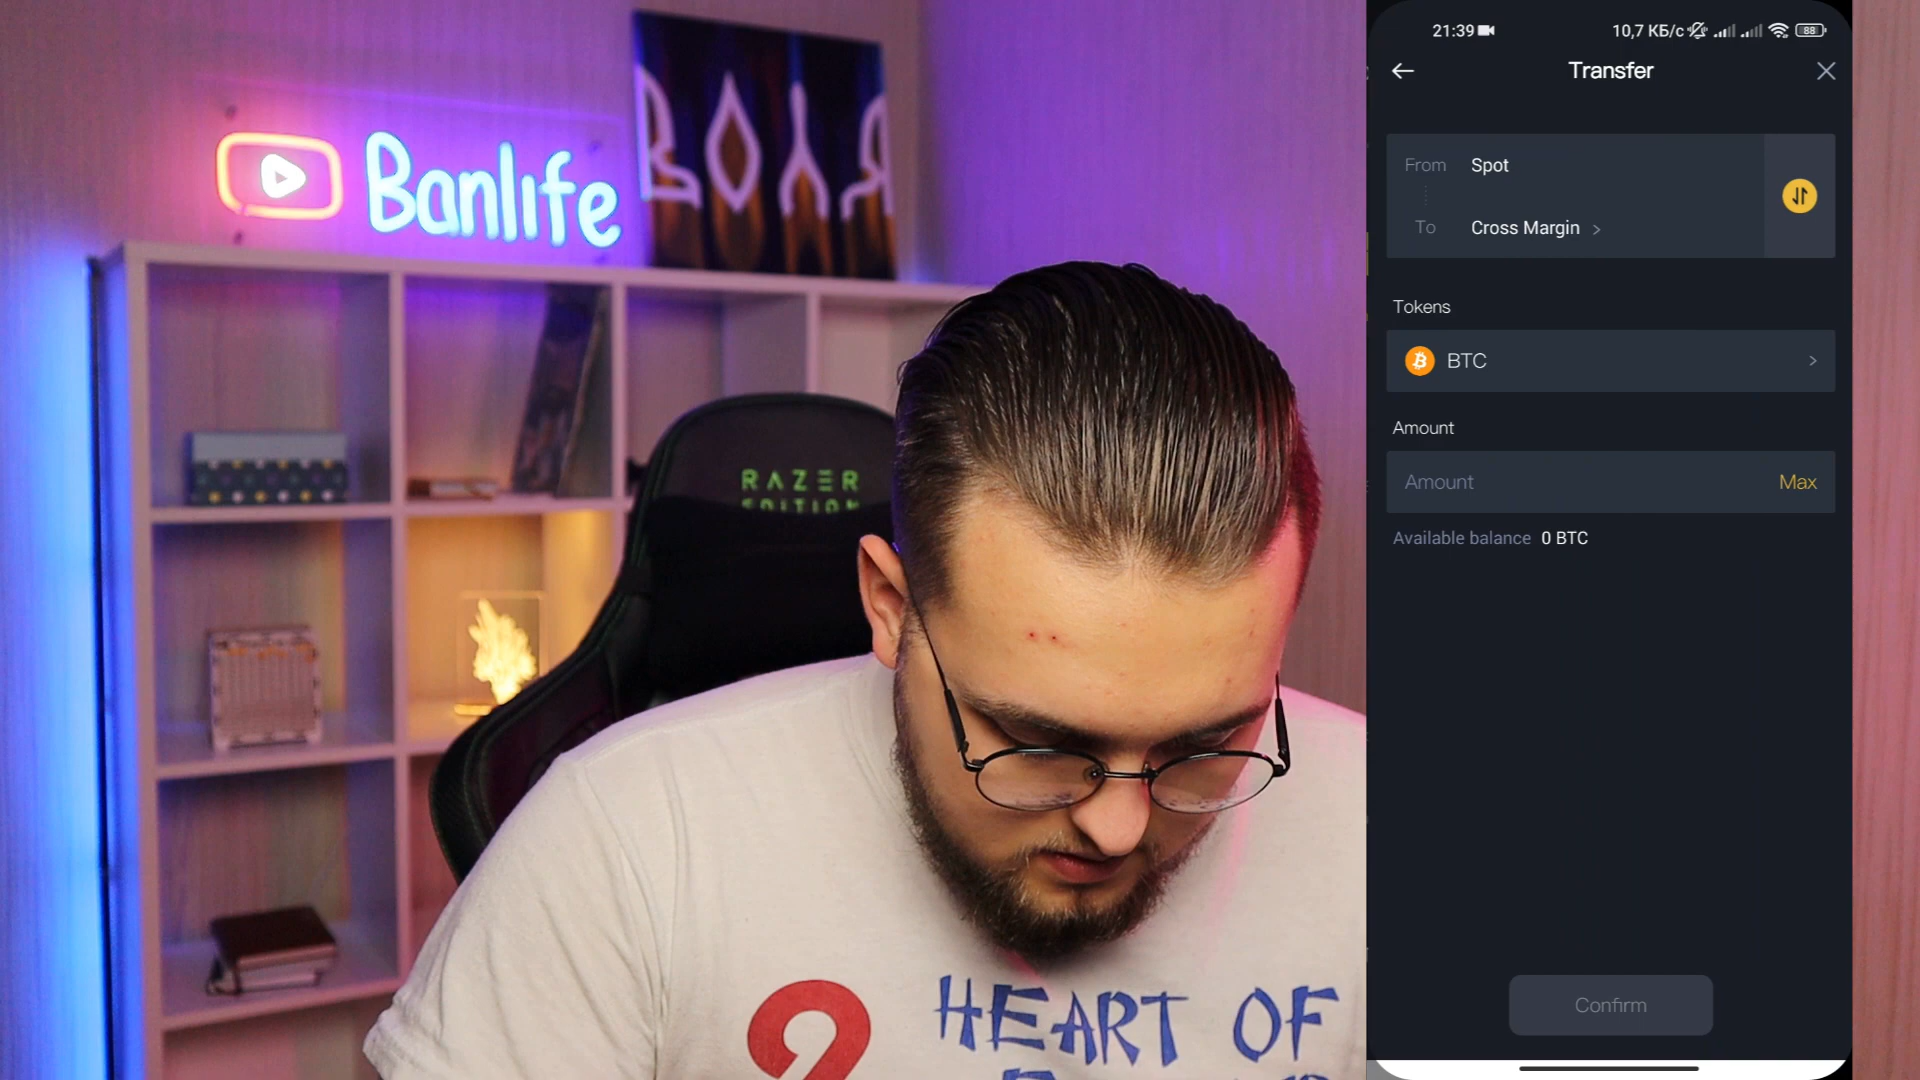 Banlife
RAZER
EDITION
HEART OF
21:39
10,7 КБ/с
88
Transfer
From Spot
To Cross Margin
Tokens
BTC
Amount
Amount
Max
Available balance 0 BTC
Confirm